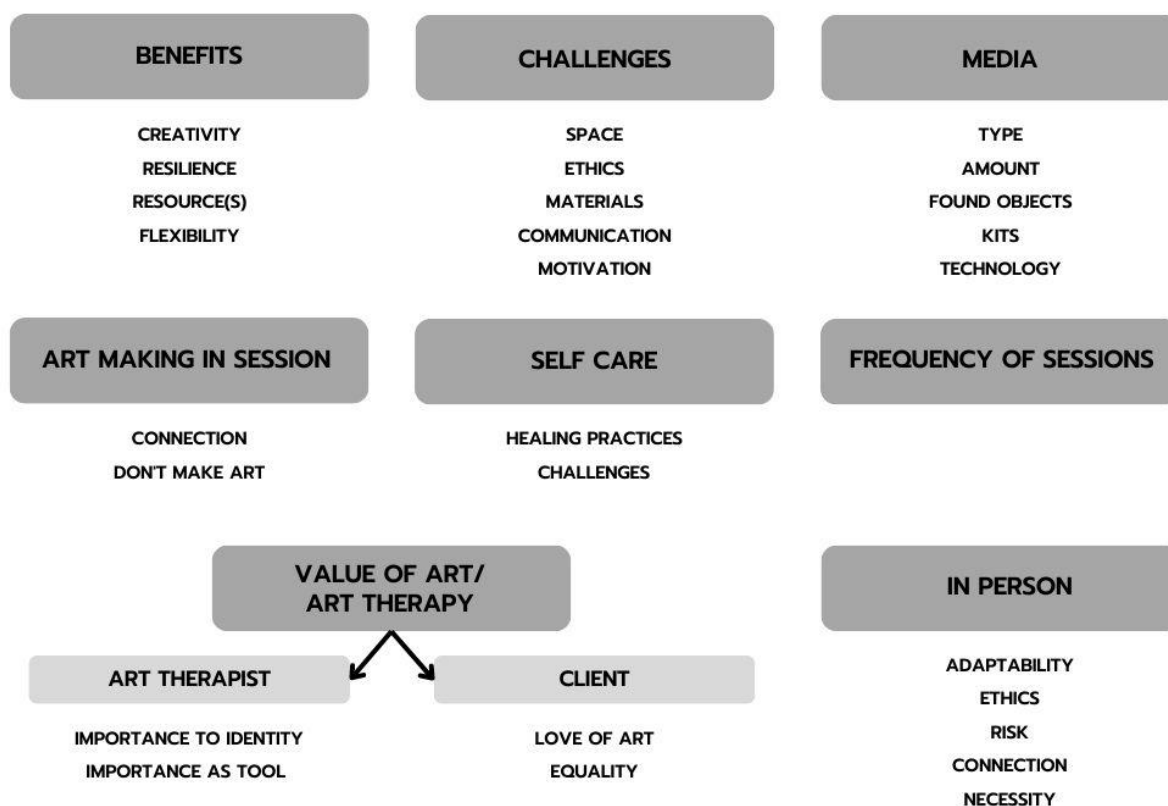 BENEFITS
CREATIVITY
RESILIENCE
RESOURCE(S)
FLEXIBILITY
CHALLENGES
SPACE
ETHICS
MATERIALS
COMMUNICATION
MOTIVATION
MEDIA
TYPE
AMOUNT
FOUND OBJECTS
KITS
TECHNOLOGY
ART MAKING IN SESSION
CONNECTION
DON'T MAKE ART
SELF CARE
HEALING PRACTICES
CHALLENGES
FREQUENCY OF SESSIONS
VALUE OF ART/
ART THERAPY
ART THERAPIST
IMPORTANCE TO IDENTITY
IMPORTANCE AS TOOL
CLIENT
LOVE OF ART
EQUALITY
IN PERSON
ADAPTABILITY
ETHICS
RISK
CONNECTION
NECESSITY